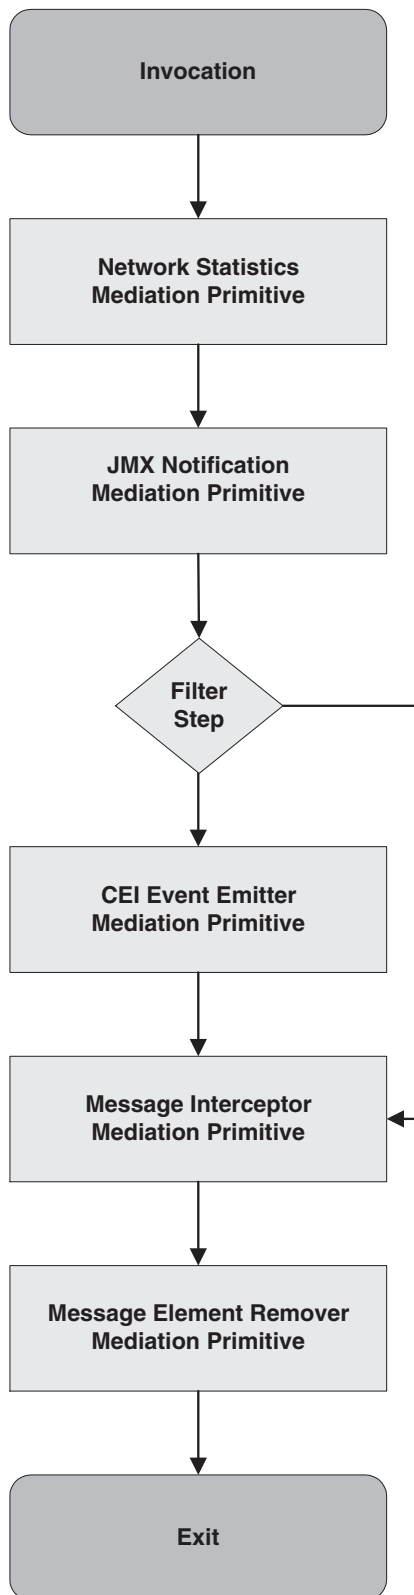 Invocation
Network Statistics
Mediation Primitive
JMX Notification
Mediation Primitive
Filter
Step
CEI Event Emitter
Mediation Primitive
Message Interceptor
Mediation Primitive
Message Element Remover
Mediation Primitive
Exit